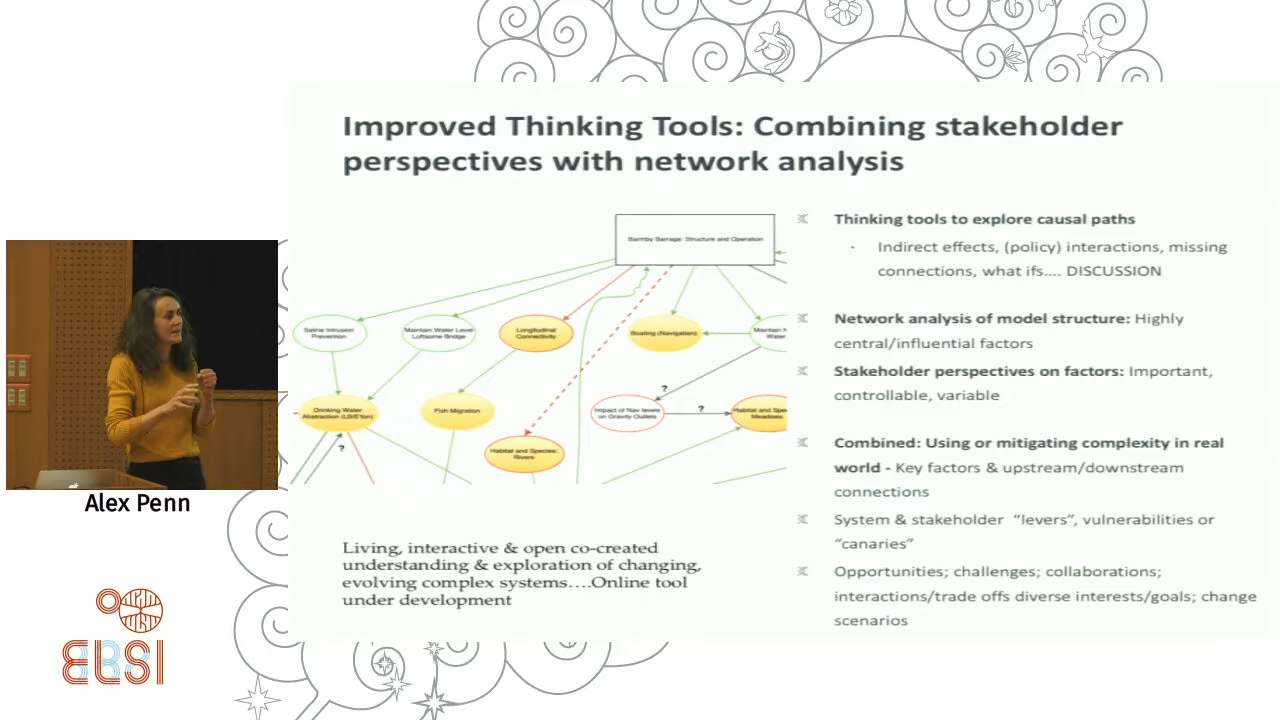 Improved Thinking Tools: Combining stakeholder
perspectives with network analysis
Barmby Barrage: Structure and Operation
Saline Intrusion
Prevention
Maintain Water Level
Loftsome Bridge
Longitudinal
Connectivity
Boating (Navigation)
Maintain
Water
Drinking Water
Abstraction (LB/E'ton)
Fish Migration
?
Impact of Nav levels
on Gravity Outlets
?
Habitat and Spe
Meadows
?
Habitat and Species:
Rivers
Living, interactive & open co-created
understanding & exploration of changing,
evolving complex systems….Online tool
under development
Thinking tools to explore causal paths
Indirect effects, (policy) interactions, missing
connections, what ifs.... DISCUSSION
Network analysis of model structure: Highly
central/influential factors
Stakeholder perspectives on factors: Important,
controllable, variable
Combined: Using or mitigating complexity in real
world - Key factors & upstream/downstream
connections
System & stakeholder “levers”, vulnerabilities or
“canaries”
Opportunities; challenges; collaborations;
interactions/trade offs diverse interests/goals; change
scenarios
Alex Penn
ELSI